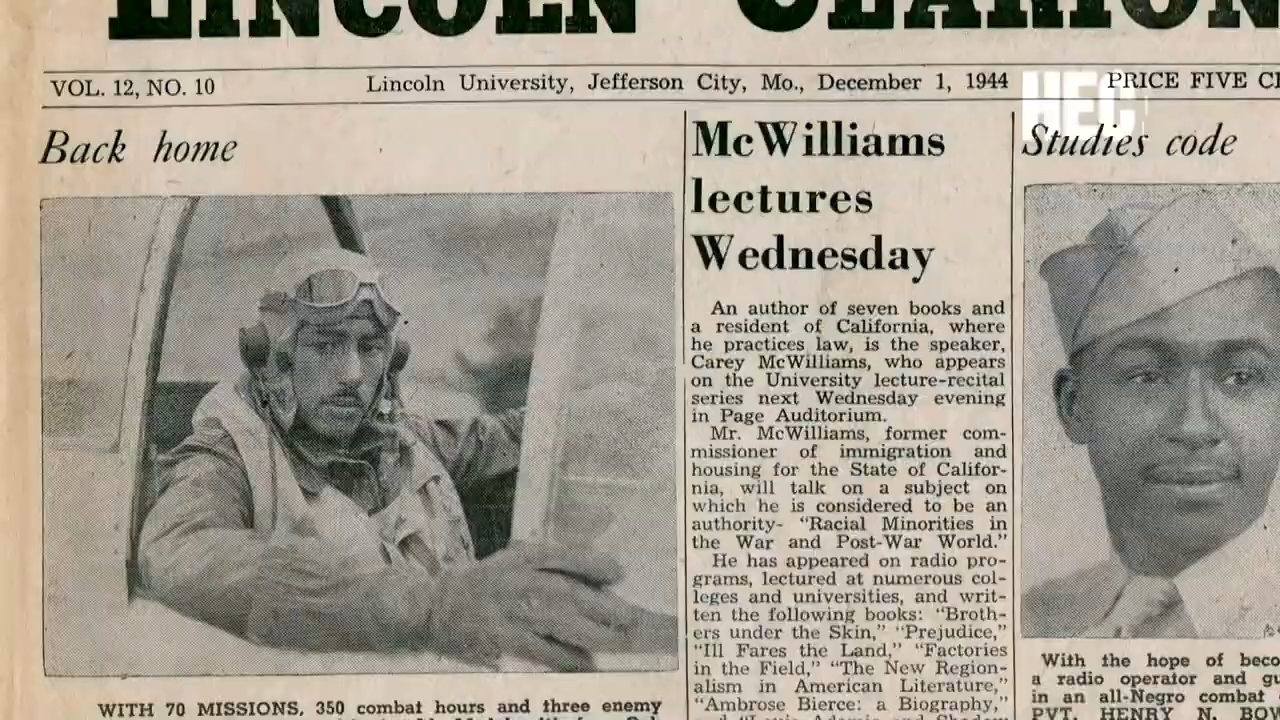 LINCOLN CLARION
VOL. 12, NO. 10
Lincoln University, Jefferson City, Mo., December 1, 1944
PRICE FIVE
HEC
Back home
WITH 70 MISSIONS, 350 combat hours and three enemy
McWilliams
lectures
Wednesday
An author of seven books and
a resident of California, where
he practices law, is the speaker,
Carey McWilliams, who appears
on the University lecture-recital
series next Wednesday evening
in Page Auditorium.
Mr. McWilliams, former com-
missioner of immigration and
housing for the State of Califor-
nia, will talk on a subject on
which he is considered to be an
authority- "Racial Minorities in
the War and Post-War World."
He has appeared on radio pro-
grams, lectured at numerous col-
leges and universities, and writ-
ten the following books: "Broth-
ers under the Skin," "Prejudice,"
"Ill Fares the Land," "Factories
in the Field," "The New Region-
alism in American Literature,"
"Ambrose Bierce: a Biography,"
Studies code
With the hope of
a radio operator and
in an all-Negro combat
PVT. HENRY N.